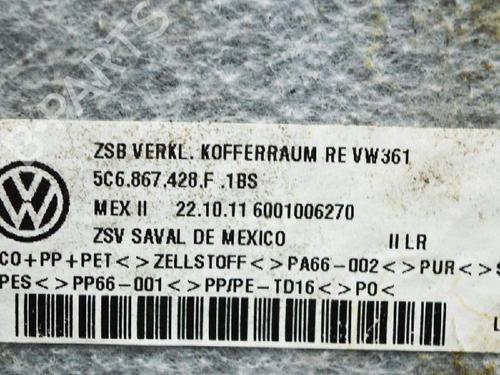 ZSB VERKL. KOFFERRAUM RE VW361
5C6.867.428.F .1BS
MEX II 22.10.11 6001006270
ZSV SAVAL DE MEXICO II LR
CO+PP+PET<>ZELLSTOFF<>PA66-002<>PUR<>S
PES<>PP66-001<>PP/PE-TD16<>PO<
L